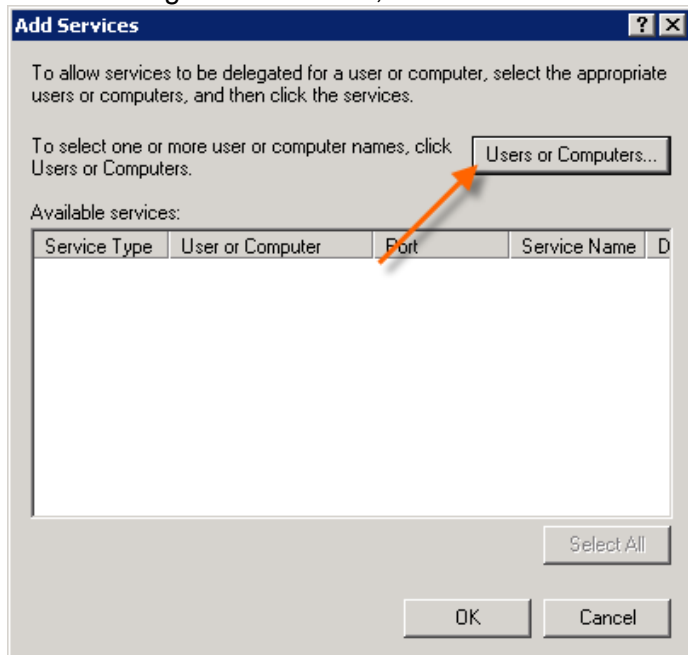 Add Services
To allow services to be delegated for a user or computer, select the appropriate
users or computers, and then click the services.
To select one or more user or computer names, click
Users or Computers.
Users or Computers...
Available services:
Service Type User or Computer Port Service Name D
Select All
OK Cancel